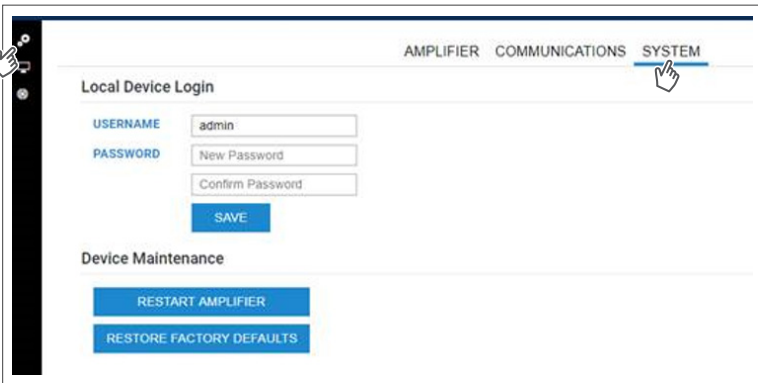 AMPLIFIER COMMUNICATIONS SYSTEM
Local Device Login
USERNAME admin
PASSWORD New Password
Confirm Password
SAVE
Device Maintenance
RESTART AMPLIFIER
RESTORE FACTORY DEFAULTS